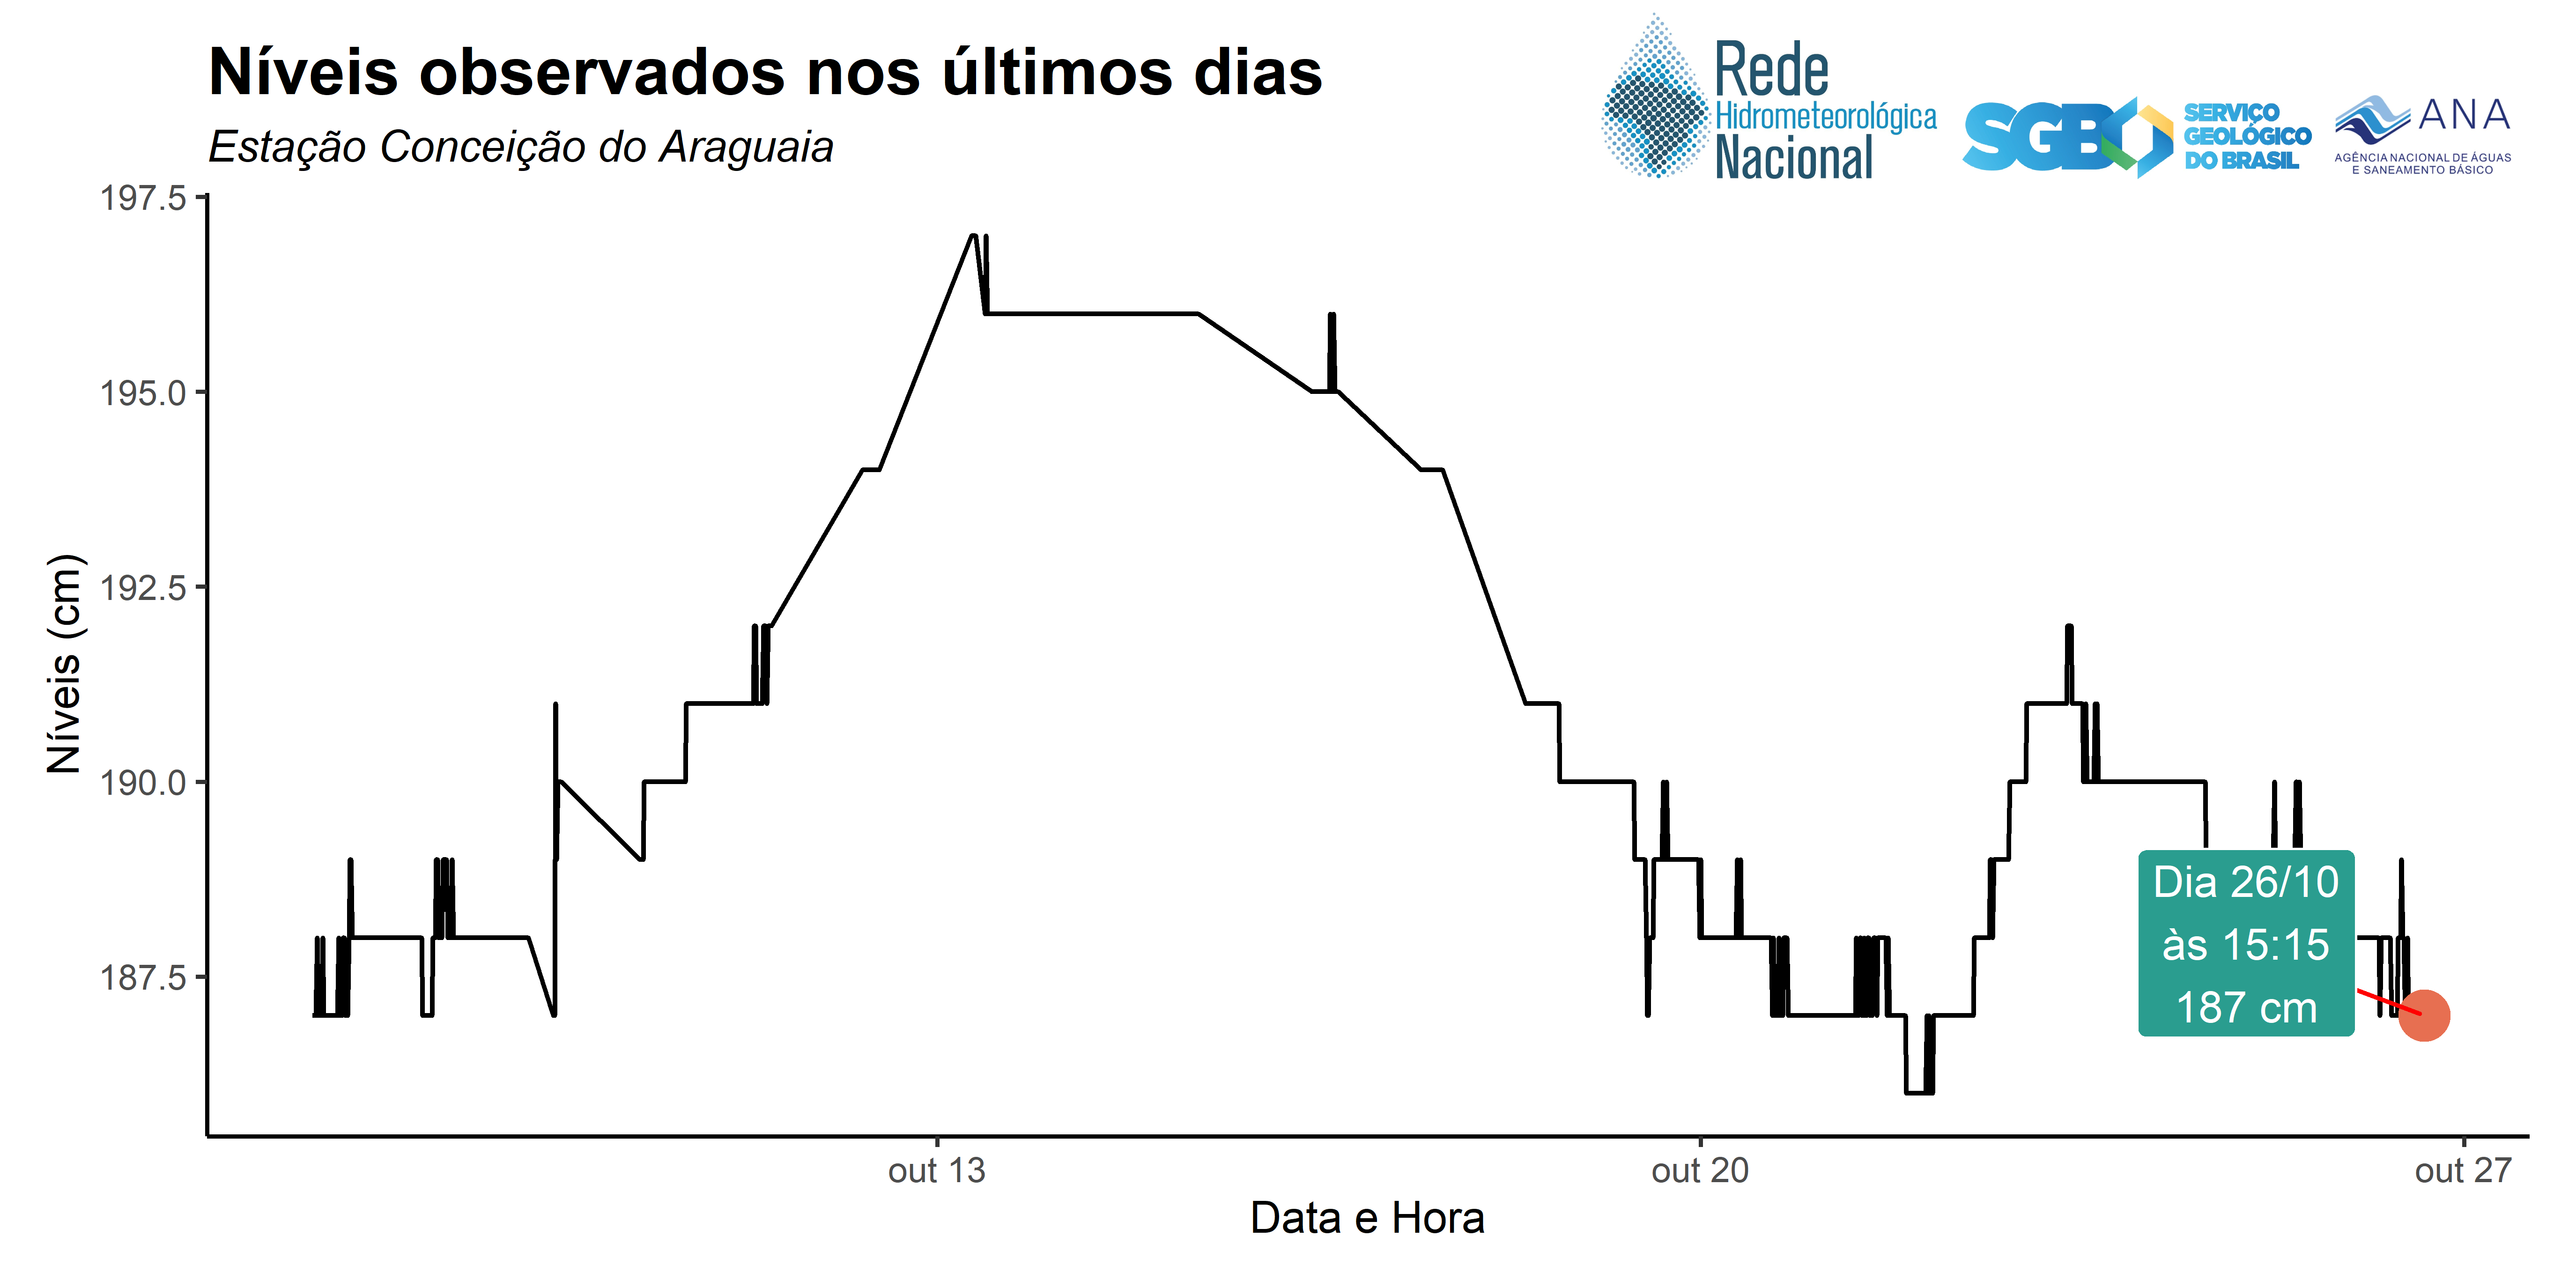 Níveis observados nos últimos dias
Estação Conceição do Araguaia
Rede
Hidrometeorológica
Nacional
SGB
SERVIÇO
GEOLÓGICO
DO BRASIL
ANA
AGÊNCIA NACIONAL DE ÁGUAS
E SANEAMENTO BÁSICO
Níveis (cm)
197.5
195.0
192.5
190.0
187.5
Dia 26/10
às 15:15
187 cm
out 13
out 20
out 27
Data e Hora